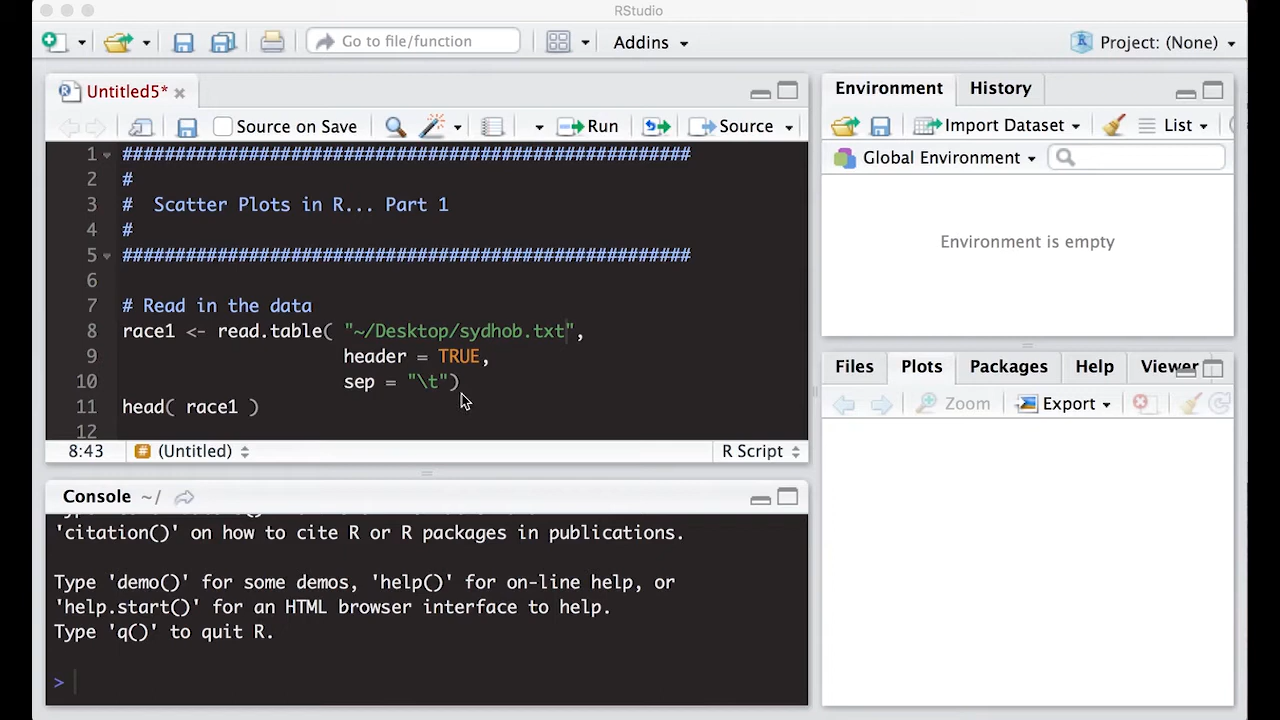 RStudio
Go to file/function
Addins
Project: (None)
Untitled5*
Source on Save
Run
Source
1 ######################################################
2 #
3 #  Scatter Plots in R... Part 1
4 #
5 ######################################################
6
7 # Read in the data
8 race1 <- read.table( "~/Desktop/sydhob.txt",
9 header = TRUE,
10 sep = "\t")
11 head( race1 )
12
8:43 (Untitled) R Script
Console ~/
'citation()' on how to cite R or R packages in publications.
Type 'demo()' for some demos, 'help()' for on-line help, or
'help.start()' for an HTML browser interface to help.
Type 'q()' to quit R.
>
Environment History
Import Dataset List
Global Environment
Environment is empty
Files Plots Packages Help Viewer
Zoom Export